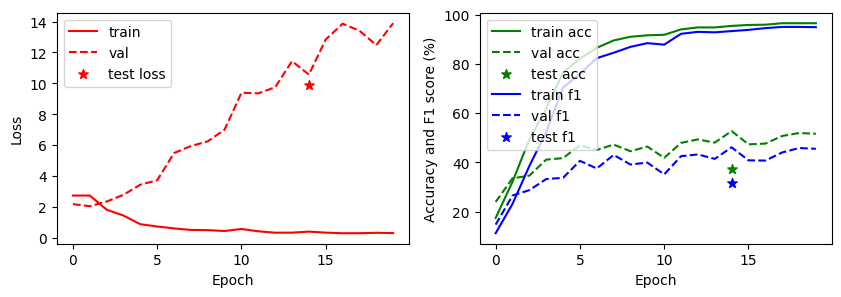 14
12
10
8
6
4
2
0
Loss
train
val
test loss
0
5
10
15
Epoch
100
80
60
40
20
Accuracy and F1 score (%)
train acc
val acc
test acc
train f1
val f1
test f1
0
5
10
15
Epoch